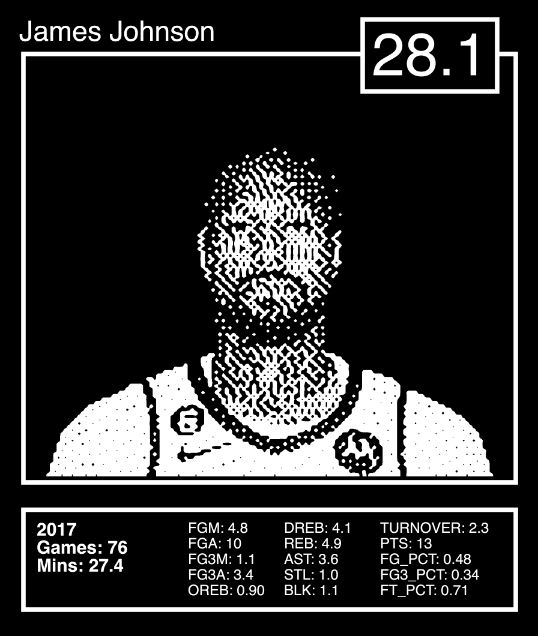 James Johnson
28.1
2017
Games: 76
Mins: 27.4
FGM: 4.8
FGA: 10
FG3M: 1.1
FG3A: 3.4
OREB: 0.90
DREB: 4.1
REB: 4.9
AST: 3.6
STL: 1.0
BLK: 1.1
TURNOVER: 2.3
PTS: 13
FG_PCT: 0.48
FG3_PCT: 0.34
FT_PCT: 0.71